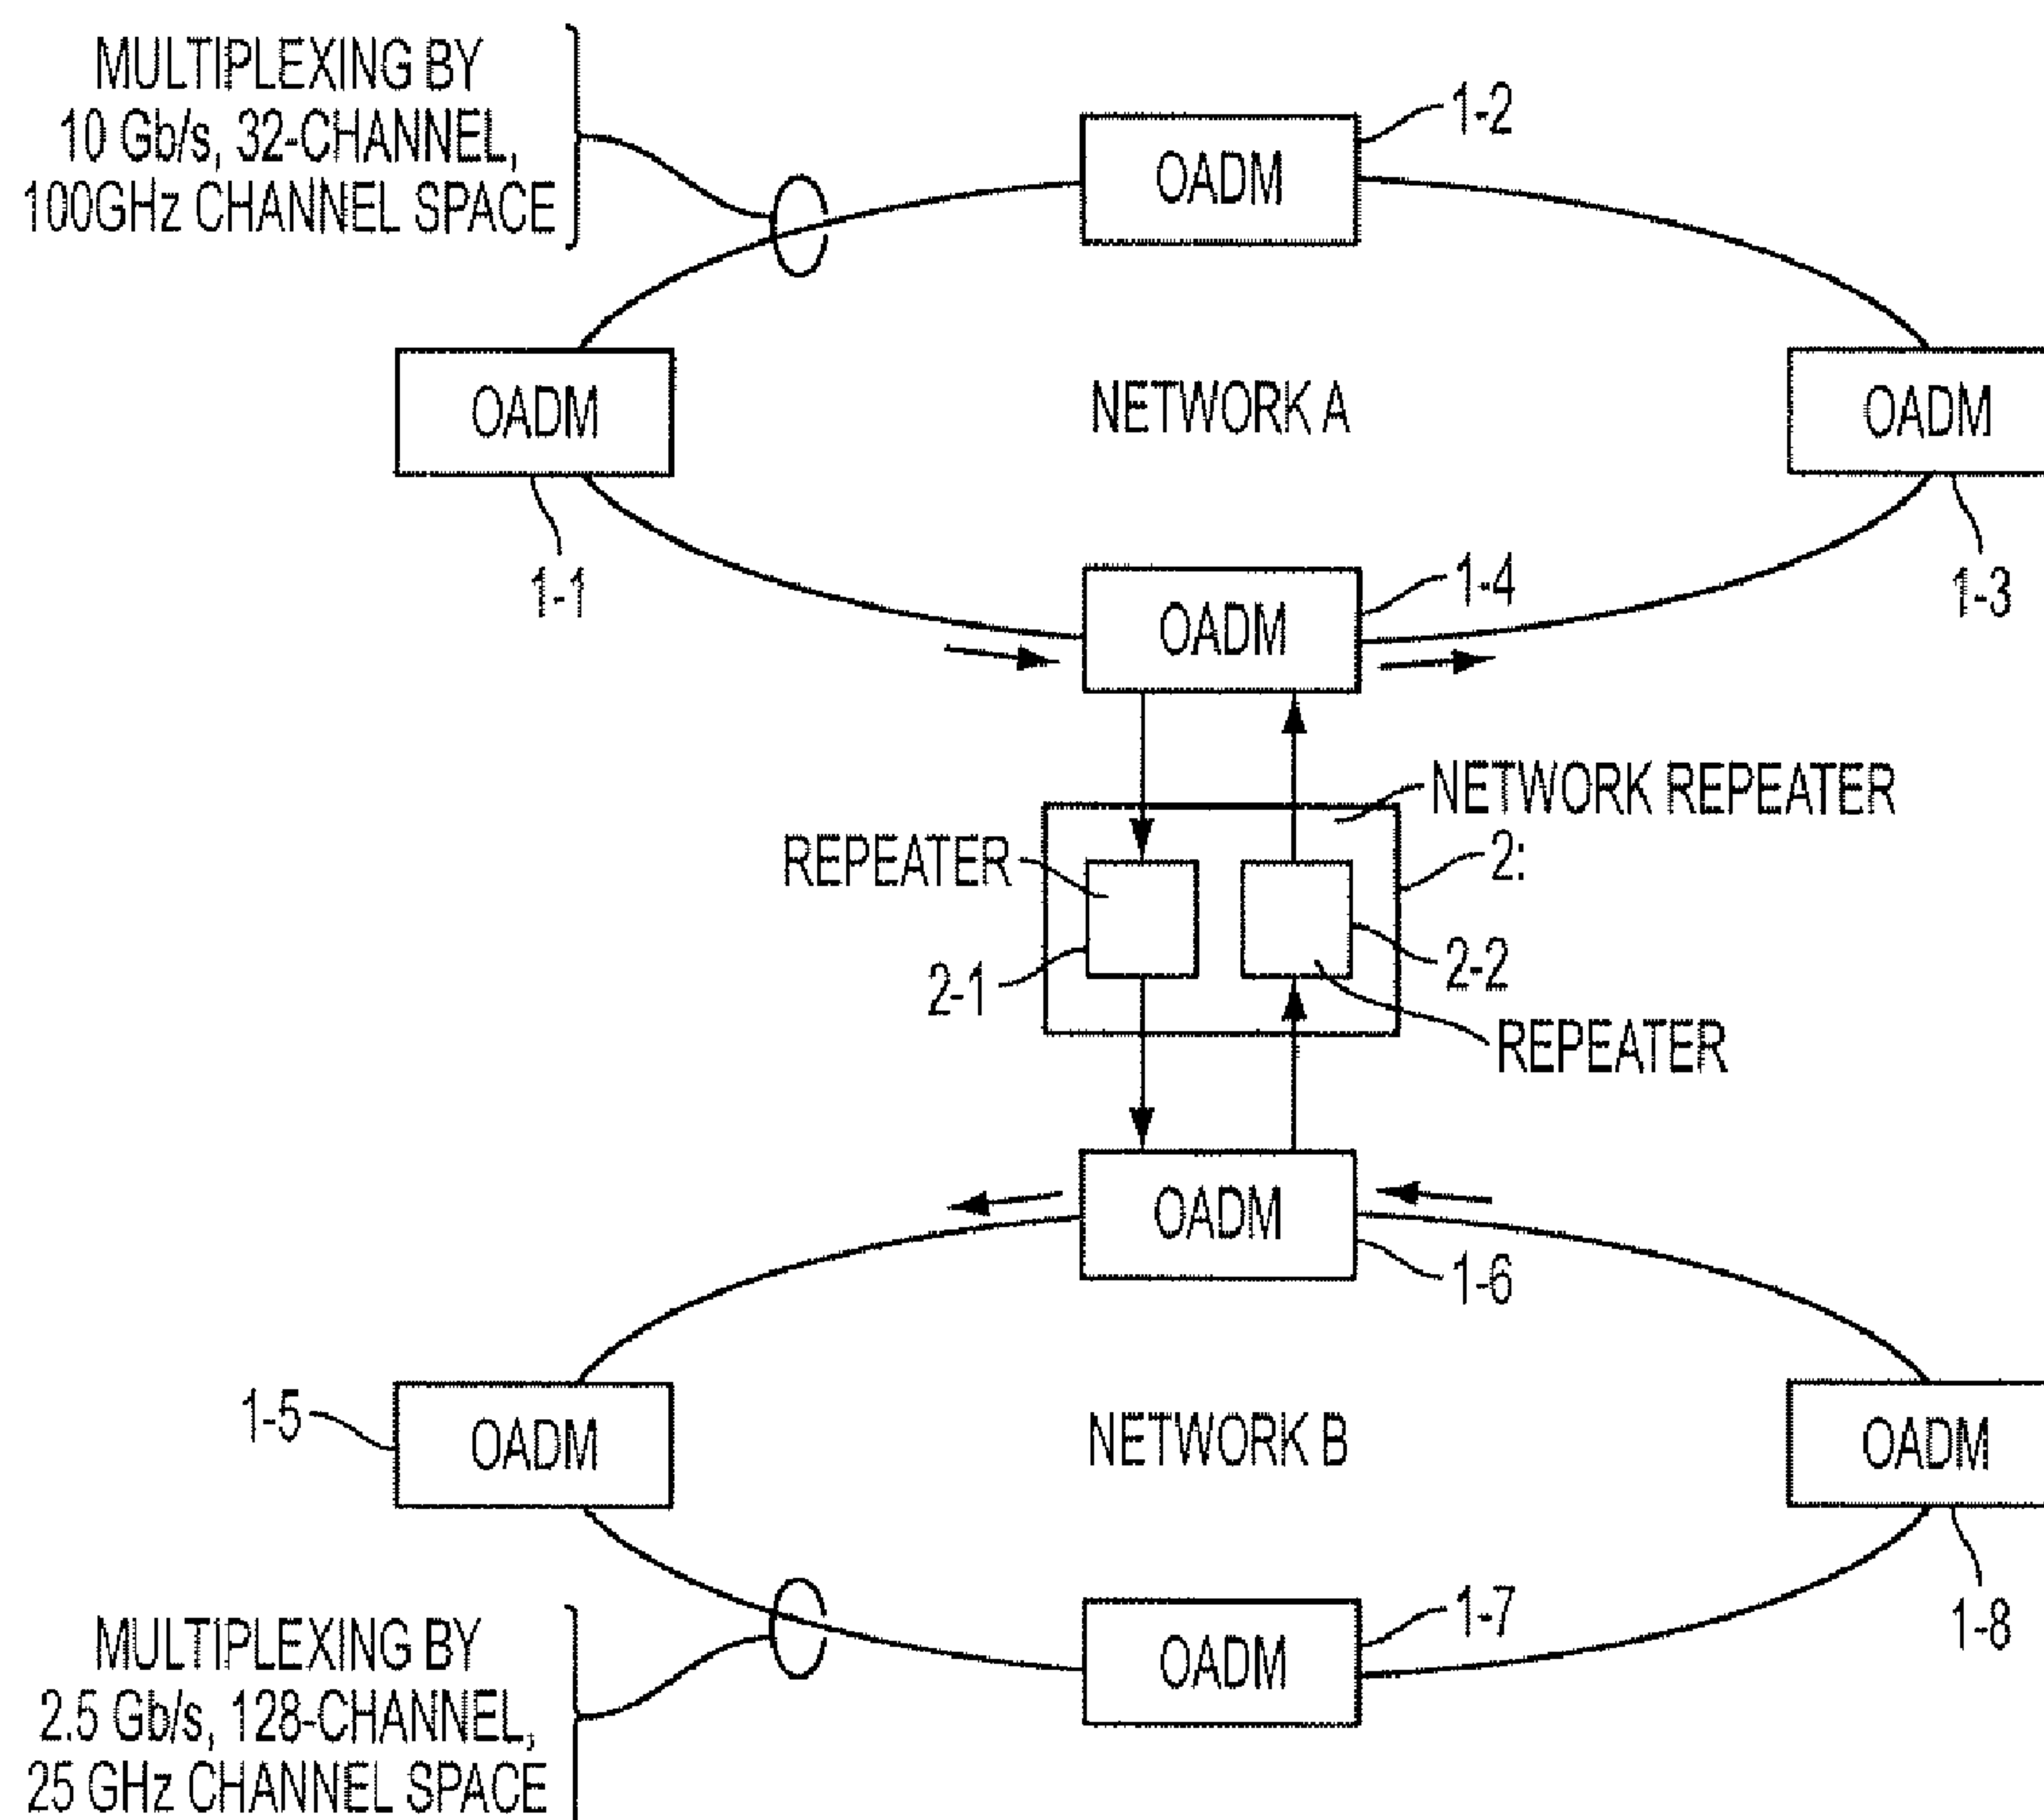 MULTIPLEXING BY
10 Gb/s, 32-CHANNEL,
100GHz CHANNEL SPACE
1-2
OADM
OADM
NETWORK A
OADM
1-1
1-4
OADM
1-3
NETWORK REPEATER
REPEATER
2:
2-1
2-2
REPEATER
OADM
1-6
1-5
OADM
NETWORK B
OADM
1-7
1-8
OADM
MULTIPLEXING BY
2.5 Gb/s, 128-CHANNEL,
25 GHz CHANNEL SPACE